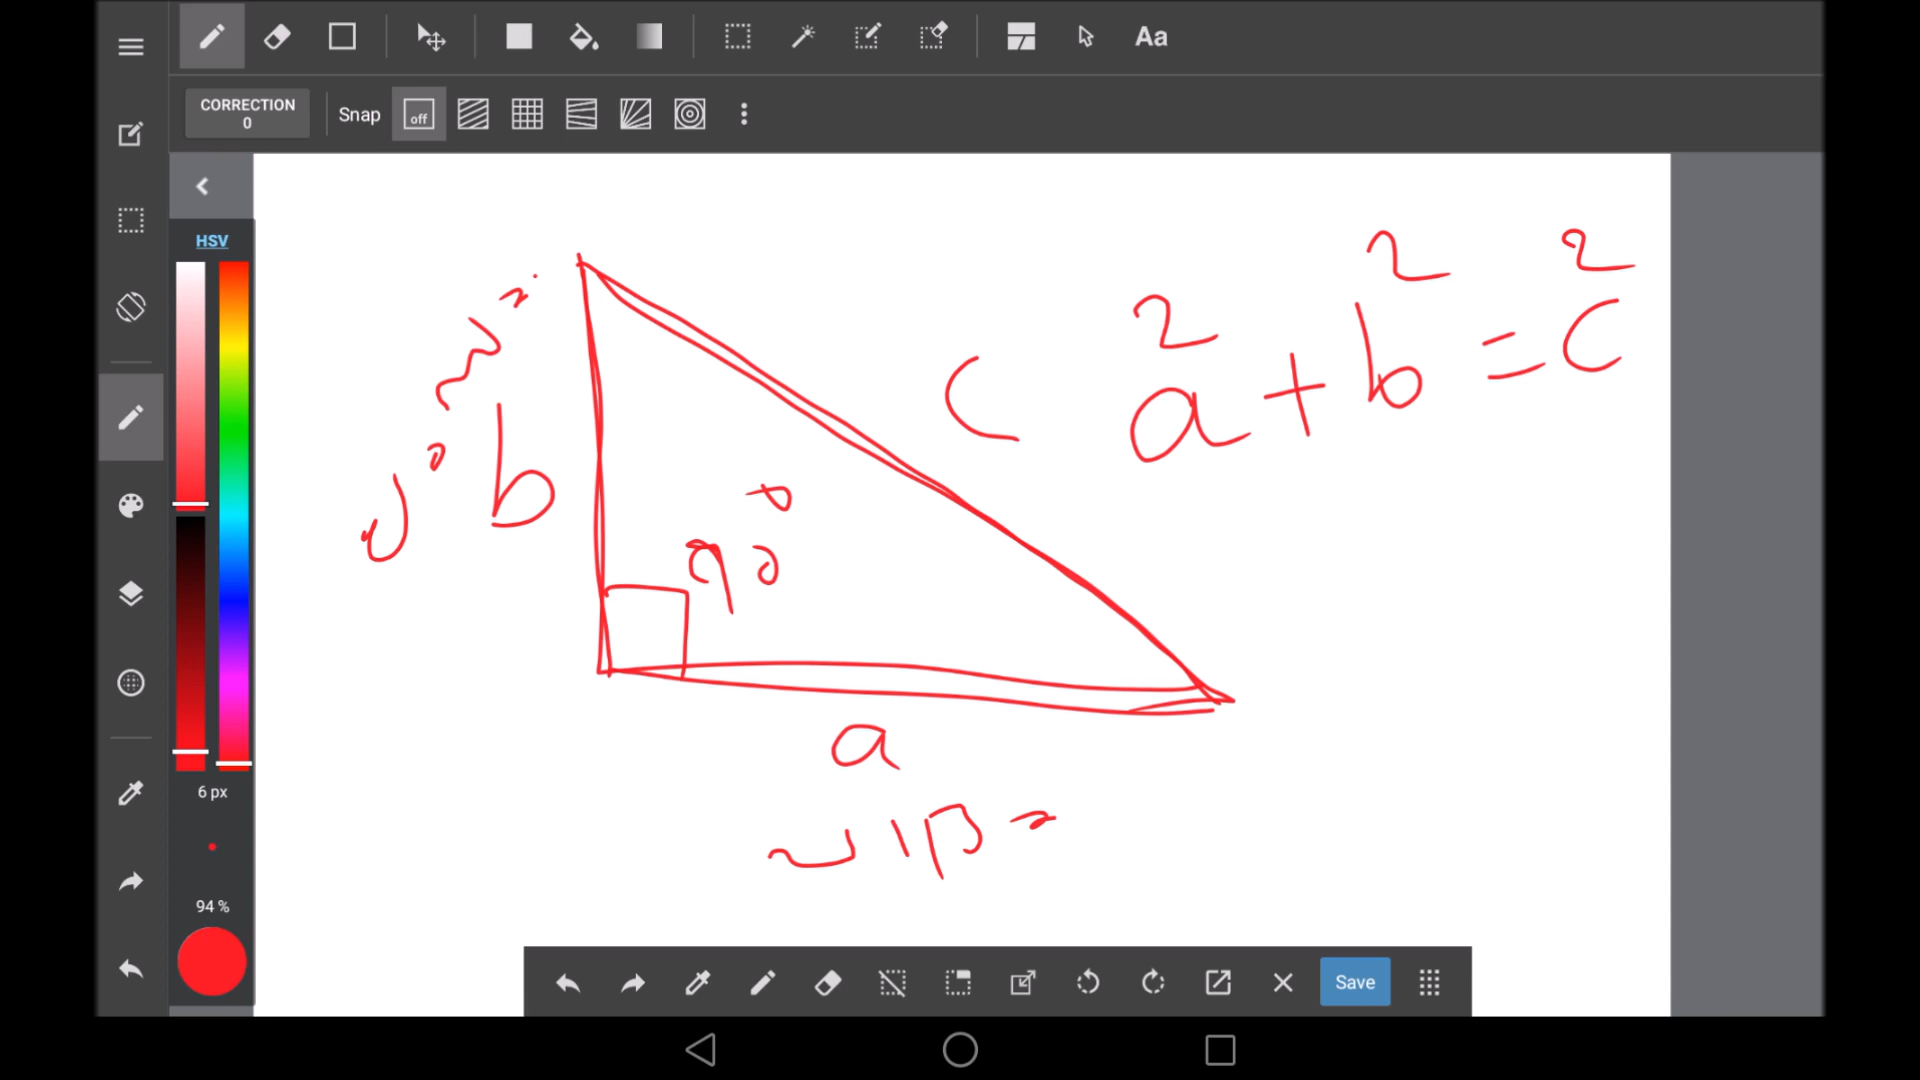 CORRECTION
0
Snap
off
Aa
HSV
a² + b² = c²
c
b
90°
a
6 px
94 %
Save